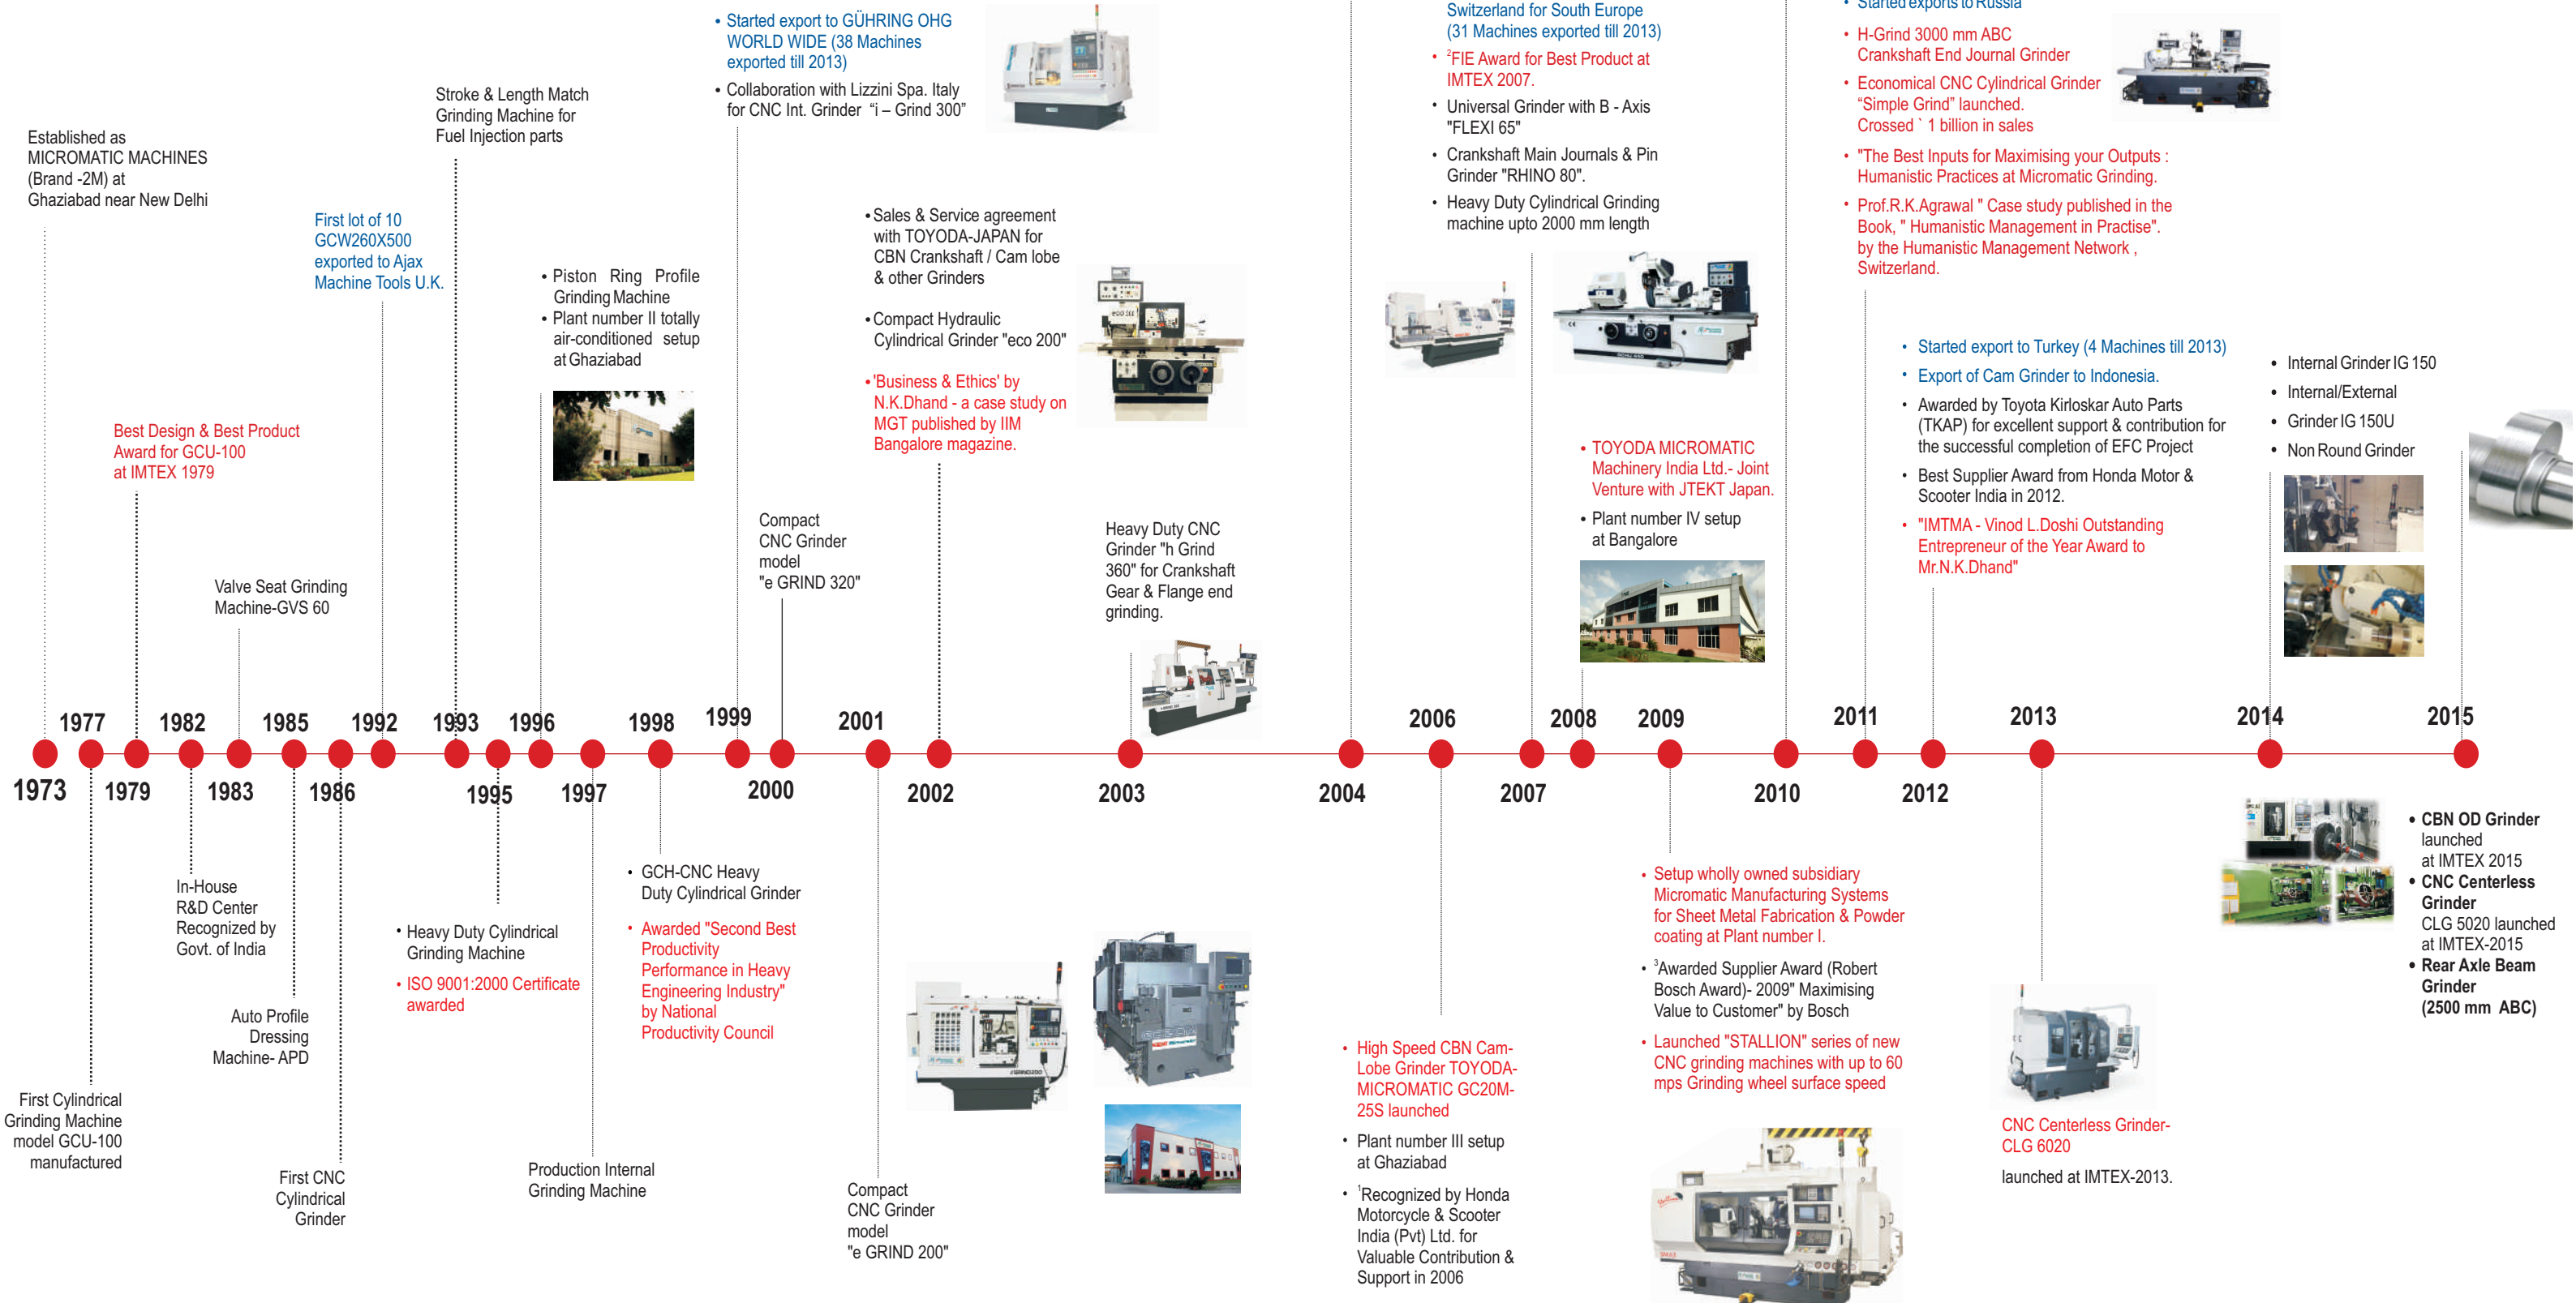 • Started export to GÜHRING OHG
WORLD WIDE (38 Machines
exported till 2013)
• Collaboration with Lizzini Spa. Italy
for CNC Int. Grinder “i – Grind 300”
Switzerland for South Europe
(31 Machines exported till 2013)
• ²FIE Award for Best Product at
IMTEX 2007.
• Universal Grinder with B - Axis
"FLEXI 65"
• Crankshaft Main Journals & Pin
Grinder "RHINO 80".
• Heavy Duty Cylindrical Grinding
machine upto 2000 mm length
• Started exports to Russia
• H-Grind 3000 mm ABC
Crankshaft End Journal Grinder
• Economical CNC Cylindrical Grinder
“Simple Grind” launched.
Crossed ` 1 billion in sales
• "The Best Inputs for Maximising your Outputs :
Humanistic Practices at Micromatic Grinding.
• Prof.R.K.Agrawal " Case study published in the
Book, " Humanistic Management in Practise".
by the Humanistic Management Network ,
Switzerland.
Established as
MICROMATIC MACHINES
(Brand -2M) at
Ghaziabad near New Delhi
Stroke & Length Match
Grinding Machine for
Fuel Injection parts
First lot of 10
GCW260X500
exported to Ajax
Machine Tools U.K.
• Piston Ring Profile
Grinding Machine
• Plant number II totally
air-conditioned setup
at Ghaziabad
• Sales & Service agreement
with TOYODA-JAPAN for
CBN Crankshaft / Cam lobe
& other Grinders
• Compact Hydraulic
Cylindrical Grinder "eco 200"
• 'Business & Ethics' by
N.K.Dhand - a case study on
MGT published by IIM
Bangalore magazine.
Best Design & Best Product
Award for GCU-100
at IMTEX 1979
Valve Seat Grinding
Machine-GVS 60
Compact
CNC Grinder
model
"e GRIND 320"
Heavy Duty CNC
Grinder "h Grind
360" for Crankshaft
Gear & Flange end
grinding.
• TOYODA MICROMATIC
Machinery India Ltd.- Joint
Venture with JTEKT Japan.
• Plant number IV setup
at Bangalore
• Started export to Turkey (4 Machines till 2013)
• Export of Cam Grinder to Indonesia.
• Awarded by Toyota Kirloskar Auto Parts
(TKAP) for excellent support & contribution for
the successful completion of EFC Project
• Best Supplier Award from Honda Motor &
Scooter India in 2012.
• "IMTMA - Vinod L.Doshi Outstanding
Entrepreneur of the Year Award to
Mr.N.K.Dhand"
• Internal Grinder IG 150
• Internal/External
• Grinder IG 150U
• Non Round Grinder
1977 1982 1985 1992 1993 1996 1998 1999 2001 2006 2008 2009 2011 2013 2014 2015
1973 1979 1983 1986 1995 1997 2000 2002 2003 2004 2007 2010 2012
First Cylindrical
Grinding Machine
model GCU-100
manufactured
In-House
R&D Center
Recognized by
Govt. of India
Auto Profile
Dressing
Machine- APD
First CNC
Cylindrical
Grinder
• Heavy Duty Cylindrical
Grinding Machine
• ISO 9001:2000 Certificate
awarded
Production Internal
Grinding Machine
• GCH-CNC Heavy
Duty Cylindrical Grinder
• Awarded "Second Best
Productivity
Performance in Heavy
Engineering Industry"
by National
Productivity Council
Compact
CNC Grinder
model
"e GRIND 200"
• High Speed CBN Cam-
Lobe Grinder TOYODA-
MICROMATIC GC20M-
25S launched
• Plant number III setup
at Ghaziabad
• ¹Recognized by Honda
Motorcycle & Scooter
India (Pvt) Ltd. for
Valuable Contribution &
Support in 2006
• Setup wholly owned subsidiary
Micromatic Manufacturing Systems
for Sheet Metal Fabrication & Powder
coating at Plant number I.
• ³Awarded Supplier Award (Robert
Bosch Award)- 2009" Maximising
Value to Customer" by Bosch
• Launched "STALLION" series of new
CNC grinding machines with up to 60
mps Grinding wheel surface speed
CNC Centerless Grinder-
CLG 6020
launched at IMTEX-2013.
• CBN OD Grinder
launched
at IMTEX 2015
• CNC Centerless
Grinder
CLG 5020 launched
at IMTEX-2015
• Rear Axle Beam
Grinder
(2500 mm ABC)